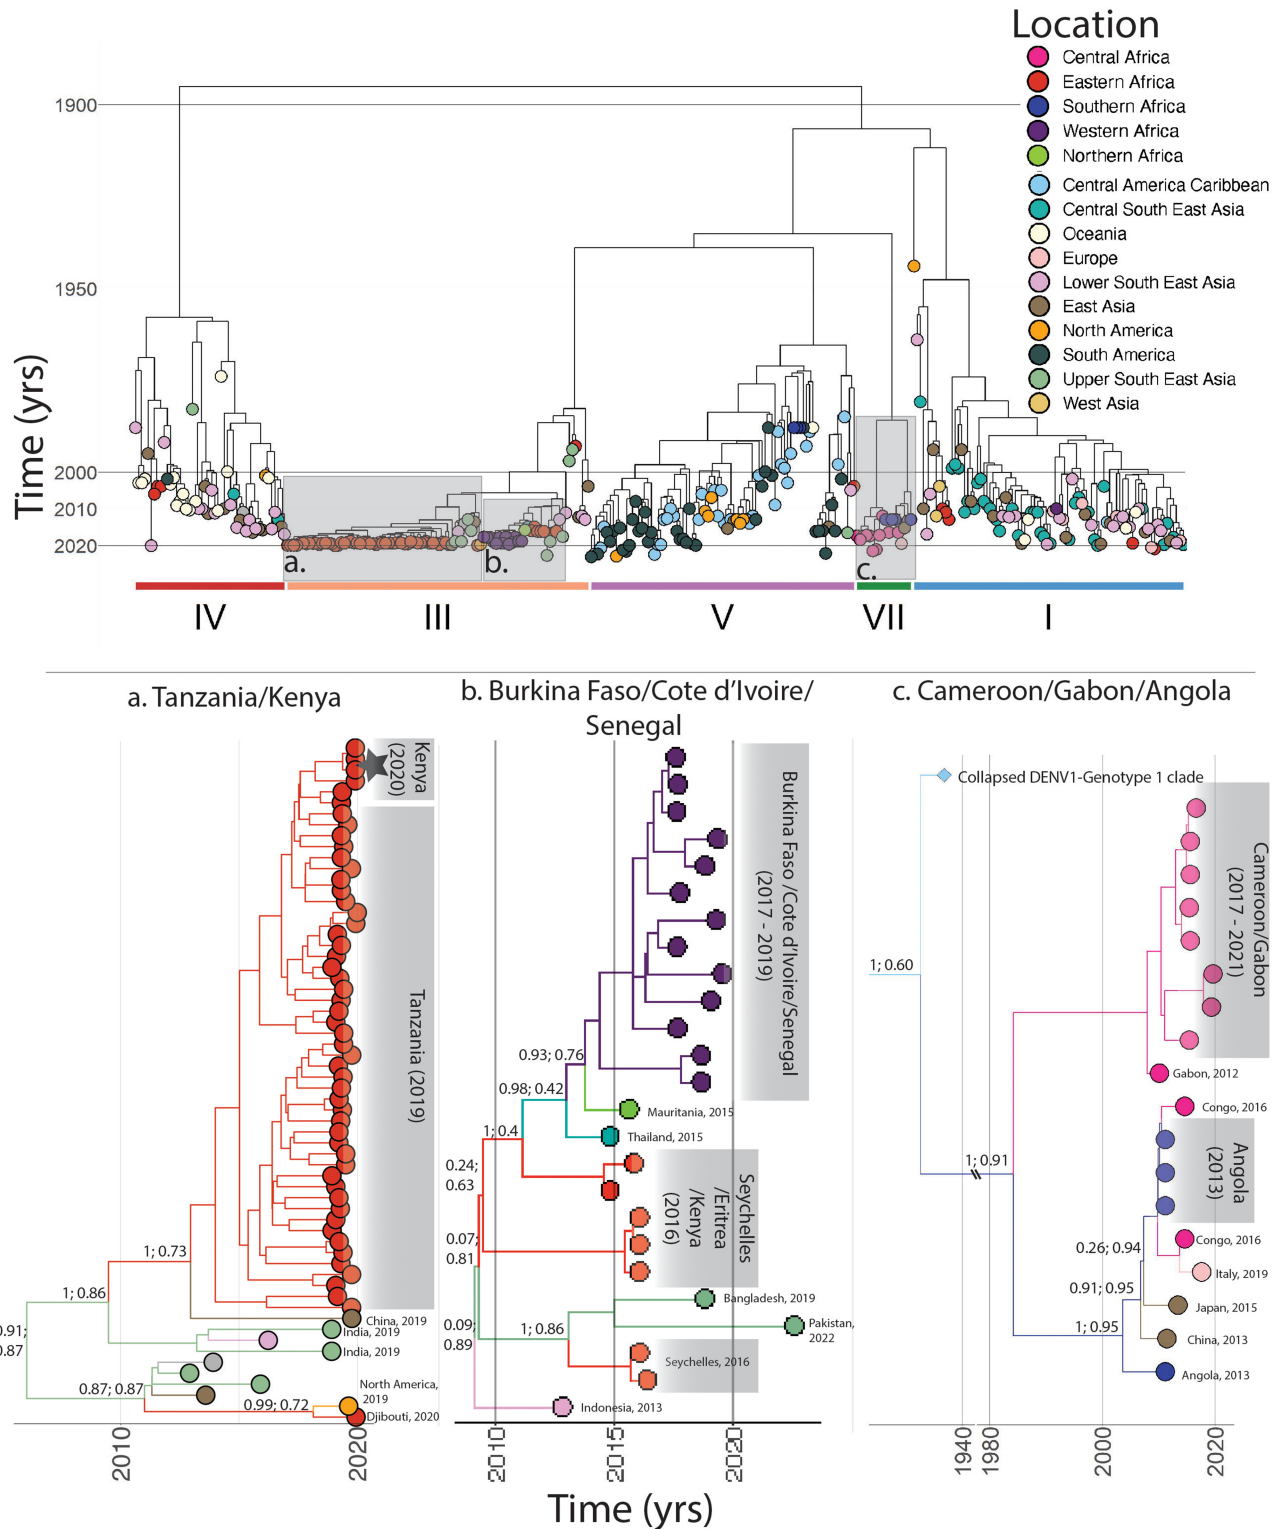 Location
Central Africa
Eastern Africa
Southern Africa
Western Africa
Northern Africa
Central America Caribbean
Central South East Asia
Oceania
Europe
Lower South East Asia
East Asia
North America
South America
Upper South East Asia
West Asia
Time (yrs)
1900
1950
2000
2010
2020
a.
b.
c.
IV
III
V
VII
I
a. Tanzania/Kenya
Kenya
(2020)
Tanzania (2019)
1; 0.73
1; 0.86
0.91;
0.87
China, 2019
India, 2019
India, 2019
0.87; 0.87
North America,
2019
0.99; 0.72
Djibouti, 2020
2010
2020
b. Burkina Faso/Cote d'Ivoire/
Senegal
Burkina Faso /Cote d'Ivoire/Senegal
(2017 - 2019)
0.93; 0.76
0.98; 0.42
Mauritania, 2015
1; 0.4
Thailand, 2015
0.24;
0.63
Seychelles
/Eritrea
/Kenya
(2016)
0.07;
0.81
Bangladesh, 2019
0.09;
0.89
1; 0.86
Pakistan,
2022
Seychelles, 2016
Indonesia, 2013
2010
2015
2020
c. Cameroon/Gabon/Angola
Collapsed DENV1-Genotype 1 clade
Cameroon/Gabon
(2017 - 2021)
1; 0.60
Gabon, 2012
Congo, 2016
Angola
(2013)
1; 0.91
Congo, 2016
0.26; 0.94
Italy, 2019
0.91; 0.95
Japan, 2015
1; 0.95
China, 2013
Angola, 2013
1940
1980
2000
2020
Time (yrs)